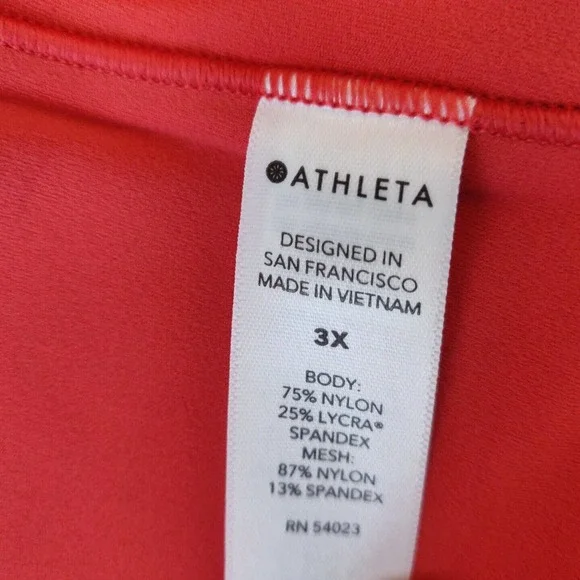 ATHLETA
DESIGNED IN
SAN FRANCISCO
MADE IN VIETNAM
3X
BODY:
75% NYLON
25% LYCRA®
SPANDEX
MESH:
87% NYLON
13% SPANDEX
RN 54023